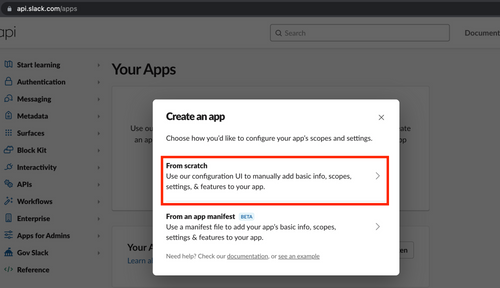 api.slack.com/apps
api
Search
Document
Start learning
Authentication
Messaging
Metadata
Surfaces
Block Kit
Interactivity
APIs
Workflows
Enterprise
Apps for Admins
Gov Slack
Reference
Your Apps
Use ou
an ap
ate
Create an app
Choose how you'd like to configure your app's scopes and settings.
From scratch
Use our configuration UI to manually add basic info, scopes,
settings, & features to your app.
From an app manifest BETA
Use a manifest file to add your app's basic info, scopes,
settings & features to your app.
Need help? Check our documentation, or see an example
Your A
Learn a
en